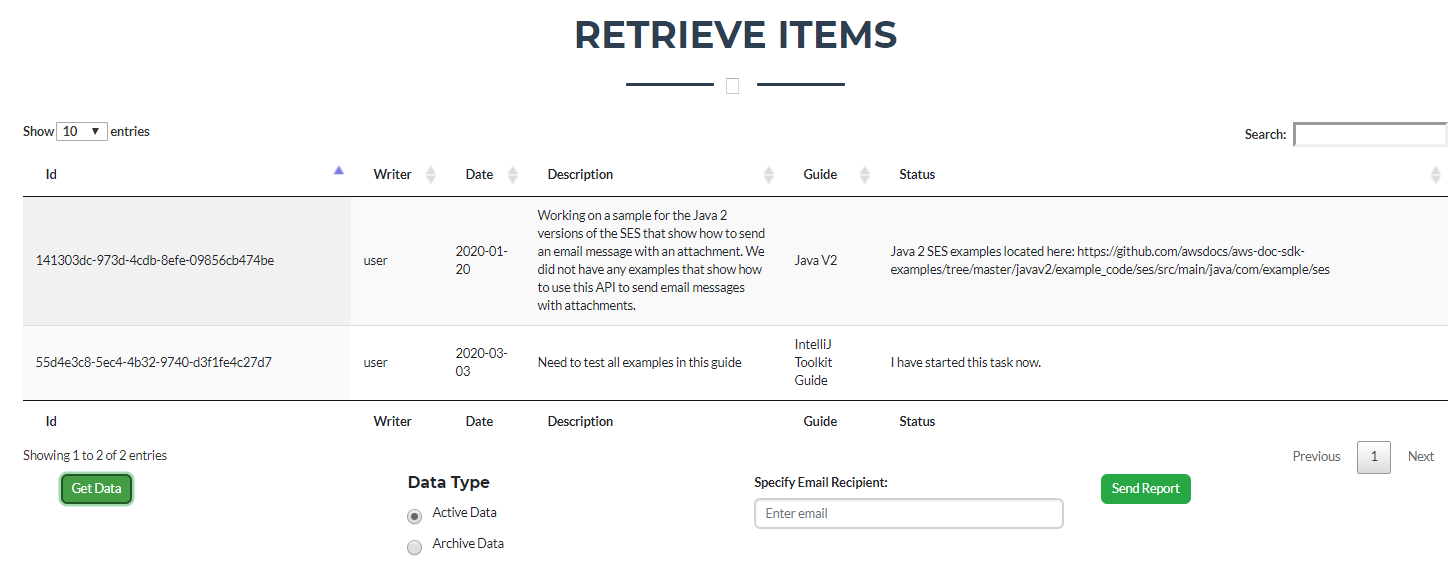 RETRIEVE ITEMS
Show 10 entries
Search:
Id Writer Date Description Guide Status
141303dc-973d-4cdb-8efe-09856cb474be
user
2020-01-
20
Working on a sample for the Java 2
versions of the SES that show how to send
an email message with an attachment. We
did not have any examples that show how
to use this API to send email messages
with attachments.
Java V2
Java 2 SES examples located here: https://github.com/awsdocs/aws-doc-sdk-
examples/tree/master/javav2/example_code/ses/src/main/java/com/example/ses
55d4e3c8-5ec4-4b32-9740-d3f1fe4c27d7
user
2020-03-
03
Need to test all examples in this guide
IntelliJ
Toolkit
Guide
I have started this task now.
Id Writer Date Description Guide Status
Showing 1 to 2 of 2 entries
Previous 1 Next
Get Data
Data Type
Active Data
Archive Data
Specify Email Recipient:
Enter email
Send Report